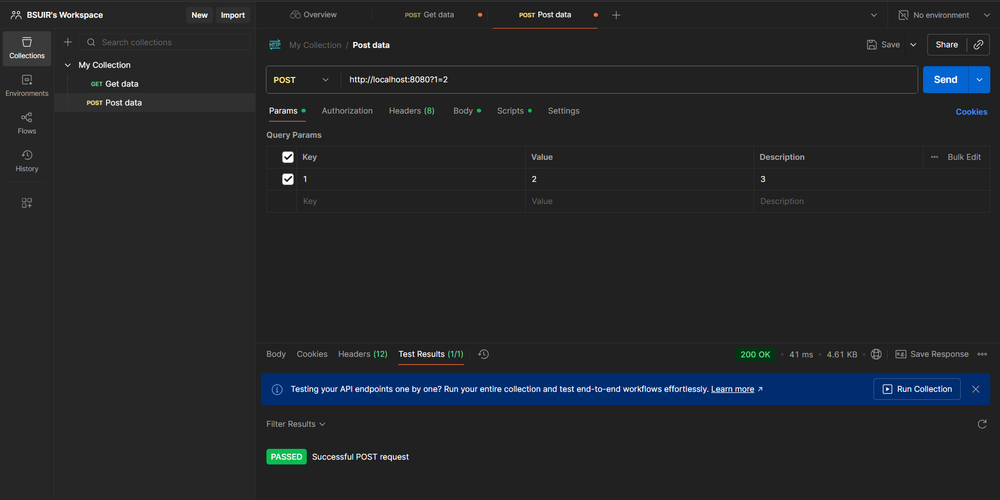 BSUIR's Workspace New Import Overview POST Get data POST Post data No environment
Collections
Environments
Flows
History
Search collections
My Collection
GET Get data
POST Post data
HTTP My Collection / Post data Save Share
POST http://localhost:8080?1=2 Send
Params Authorization Headers (8) Body Scripts Settings Cookies
Query Params
Key Value Description Bulk Edit
1 2 3
Key Value Description
Body Cookies Headers (12) Test Results (1/1) 200 OK 41 ms 4.61 KB e.g. Save Response
Testing your API endpoints one by one? Run your entire collection and test end-to-end workflows effortlessly. Learn more Run Collection
Filter Results
PASSED Successful POST request